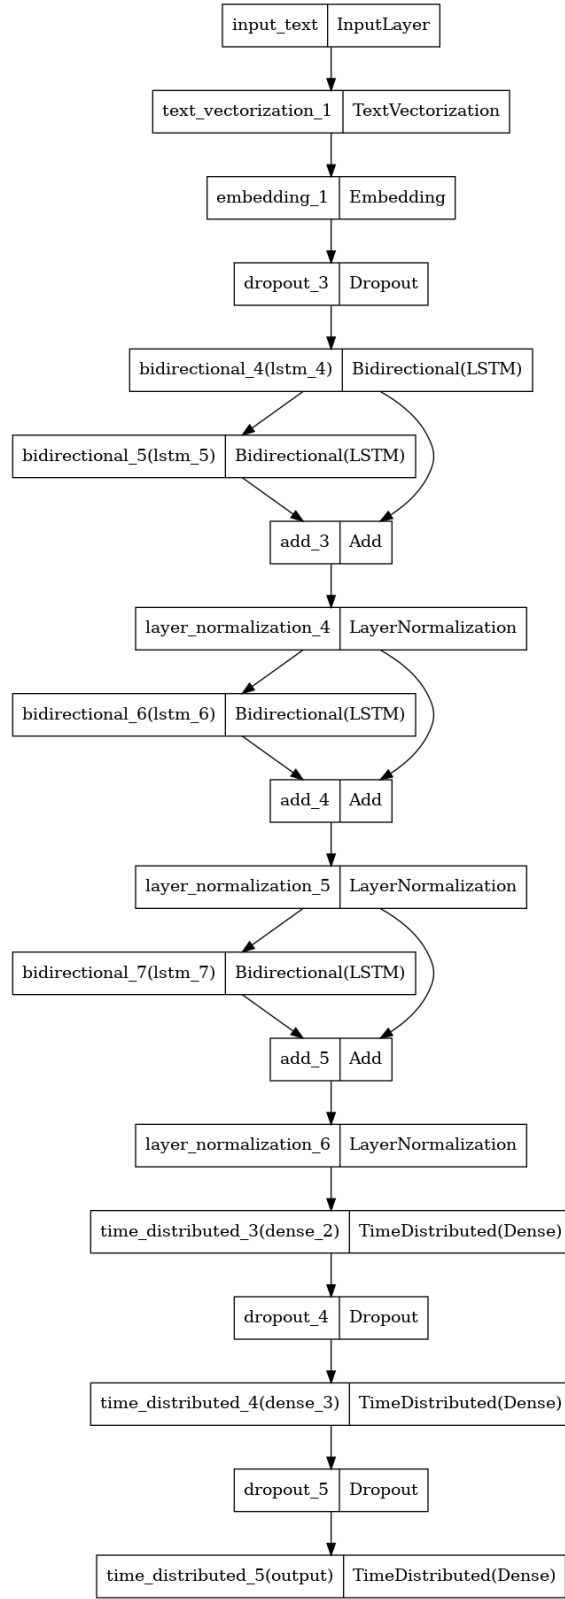 input_text InputLayer
text_vectorization_1 TextVectorization
embedding_1 Embedding
dropout_3 Dropout
bidirectional_4(lstm_4) Bidirectional(LSTM)
bidirectional_5(lstm_5) Bidirectional(LSTM)
add_3 Add
layer_normalization_4 LayerNormalization
bidirectional_6(lstm_6) Bidirectional(LSTM)
add_4 Add
layer_normalization_5 LayerNormalization
bidirectional_7(lstm_7) Bidirectional(LSTM)
add_5 Add
layer_normalization_6 LayerNormalization
time_distributed_3(dense_2) TimeDistributed(Dense)
dropout_4 Dropout
time_distributed_4(dense_3) TimeDistributed(Dense)
dropout_5 Dropout
time_distributed_5(output) TimeDistributed(Dense)